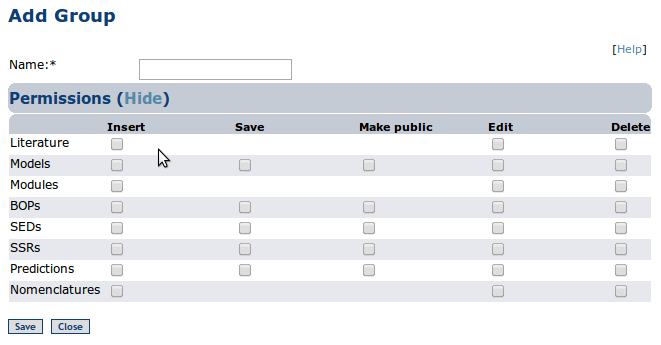 Add Group
[Help]
Name:*
Permissions (Hide)
Insert Save Make public Edit Delete
Literature
Models
Modules
BOPs
SEDs
SSRs
Predictions
Nomenclatures
Save Close